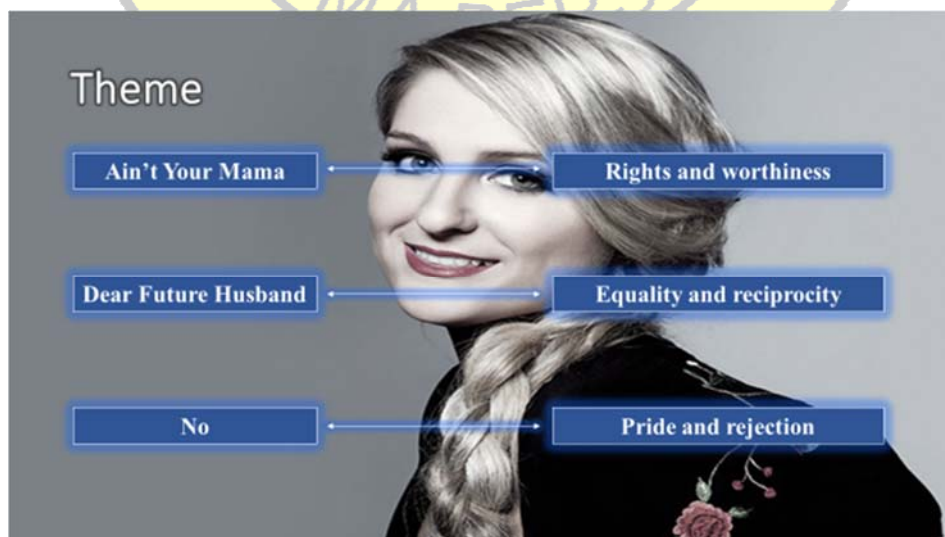 Theme
Ain't Your Mama
Rights and worthiness
Dear Future Husband
Equality and reciprocity
No
Pride and rejection